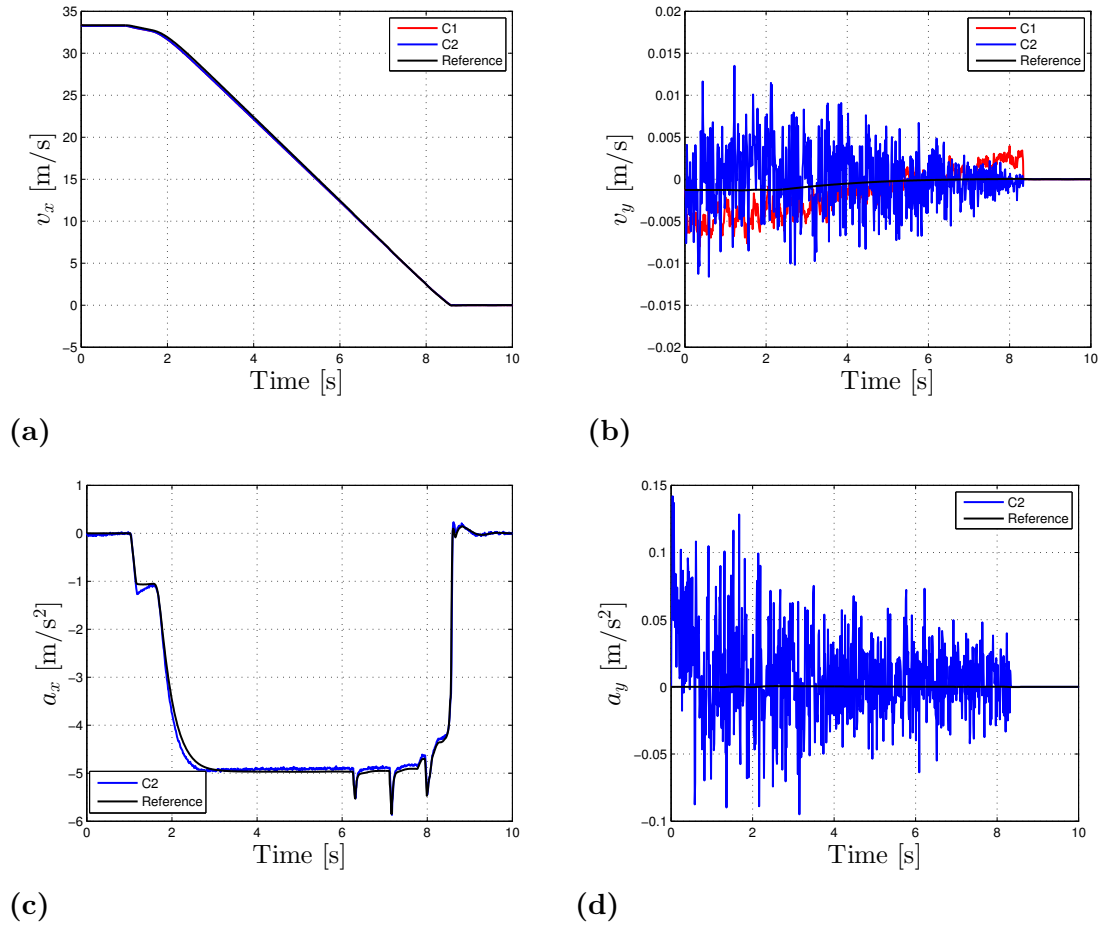 35
30
25
20
15
10
5
0
−5
0 2 4 6 8 10
v_x [m/s]
Time [s]
C1
C2
Reference
(a)
0.02
0.015
0.01
0.005
0
−0.005
−0.01
−0.015
−0.02
0 2 4 6 8 10
v_y [m/s]
Time [s]
C1
C2
Reference
(b)
1
0
−1
−2
−3
−4
−5
−6
0 2 4 6 8 10
a_x [m/s²]
Time [s]
C2
Reference
(c)
0.15
0.1
0.05
0
−0.05
−0.1
0 2 4 6 8 10
a_y [m/s²]
Time [s]
C2
Reference
(d)